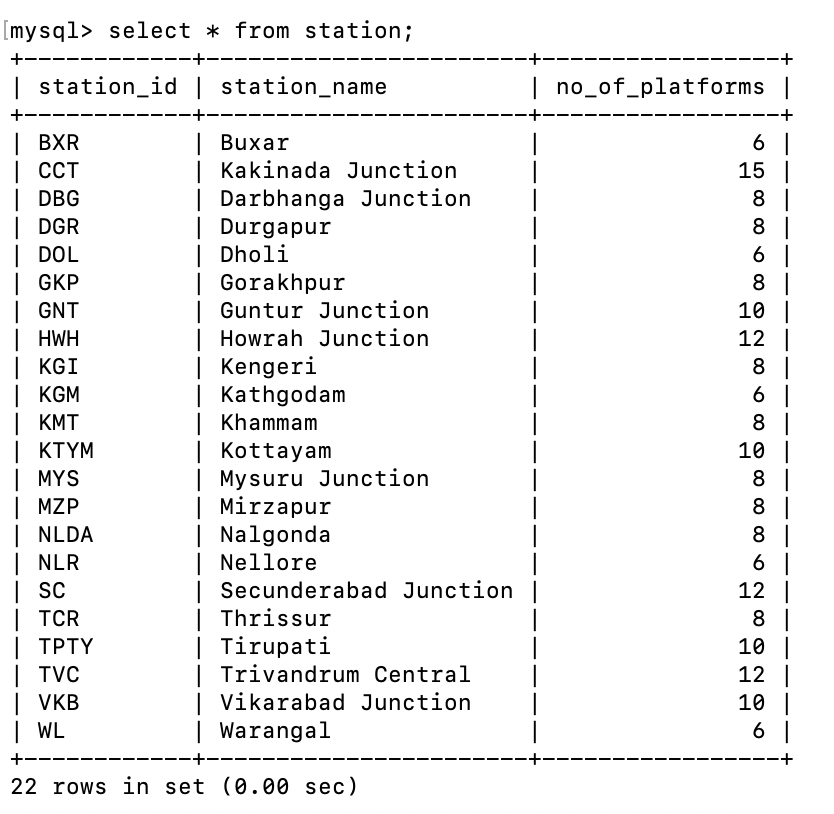 [mysql> select * from station;
+-------------+------------------------+-----------------+
| station_id | station_name | no_of_platforms |
+-------------+------------------------+-----------------+
| BXR | Buxar | 6 |
| CCT | Kakinada Junction | 15 |
| DBG | Darbhanga Junction | 8 |
| DGR | Durgapur | 8 |
| DOL | Dholi | 6 |
| GKP | Gorakhpur | 8 |
| GNT | Guntur Junction | 10 |
| HWH | Howrah Junction | 12 |
| KGI | Kengeri | 8 |
| KGM | Kathgodam | 6 |
| KMT | Khammam | 8 |
| KTYM | Kottayam | 10 |
| MYS | Mysuru Junction | 8 |
| MZP | Mirzapur | 8 |
| NLDA | Nalgonda | 8 |
| NLR | Nellore | 6 |
| SC | Secunderabad Junction | 12 |
| TCR | Thrissur | 8 |
| TPTY | Tirupati | 10 |
| TVC | Trivandrum Central | 12 |
| VKB | Vikarabad Junction | 10 |
| WL | Warangal | 6 |
+-------------+------------------------+-----------------+
22 rows in set (0.00 sec)